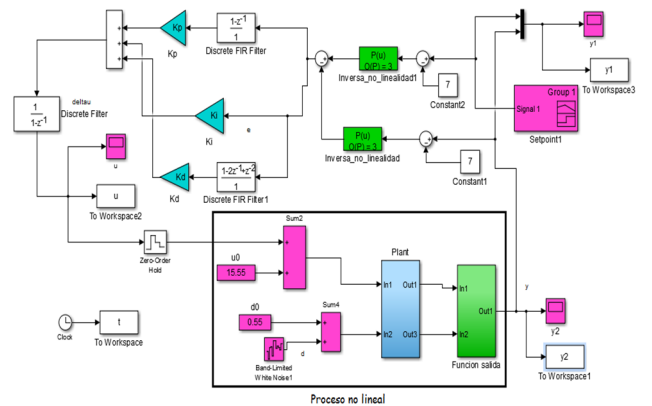 Kp
Kp
1-z⁻¹
1
Discrete FIR Filter
P(u)
O(P) = 3
Inversa_no_linealidad1
7
Constant2
y1
y1
To Workspace3
Group 1
Signal 1
Setpoint1
deltau
1
1-z⁻¹
Discrete Filter
Ki
Ki
e
P(u)
O(P) = 3
Inversa_no_linealidad
7
Constant1
u
u
To Workspace2
Kd
Kd
1-2z⁻¹+z⁻²
1
Discrete FIR Filter1
Zero-Order
Hold
Sum2
u0
15.55
Plant
In1
Out1
In2
Out3
In1
Out1
In2
Funcion salida
y
y2
y2
To Workspace1
d0
0.55
Sum4
Band-Limited
White Noise1
d
Clock
t
To Workspace
Proceso no lineal